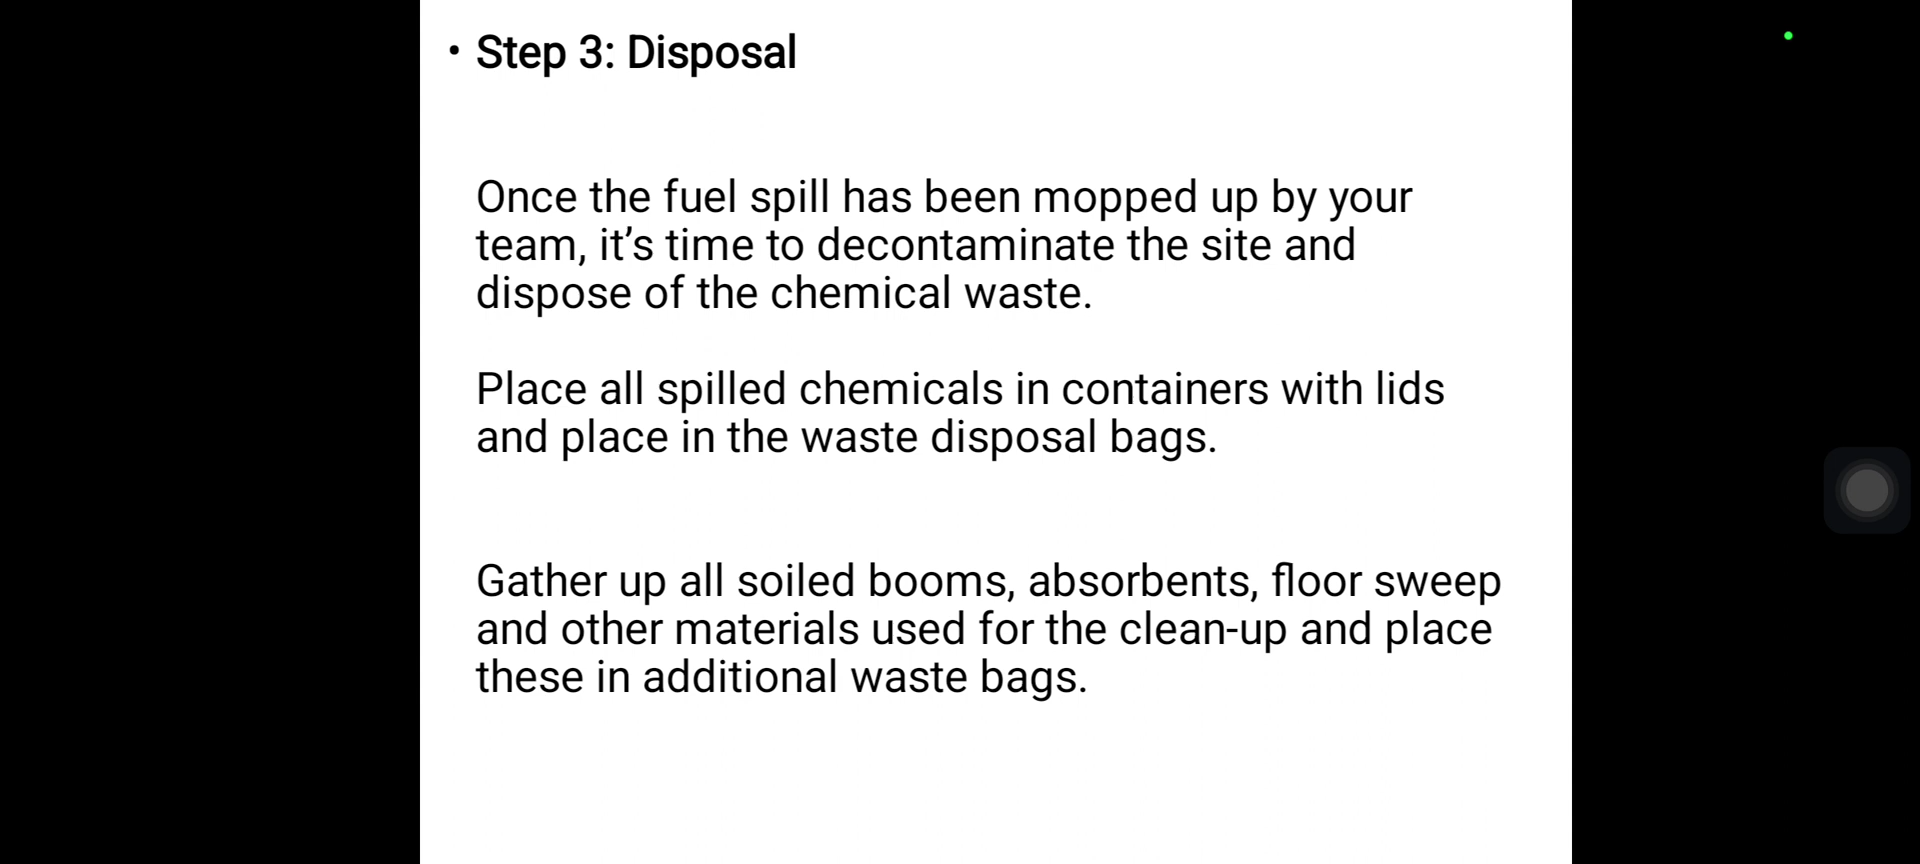 • Step 3: Disposal
Once the fuel spill has been mopped up by your
team, it’s time to decontaminate the site and
dispose of the chemical waste.
Place all spilled chemicals in containers with lids
and place in the waste disposal bags.
Gather up all soiled booms, absorbents, floor sweep
and other materials used for the clean-up and place
these in additional waste bags.